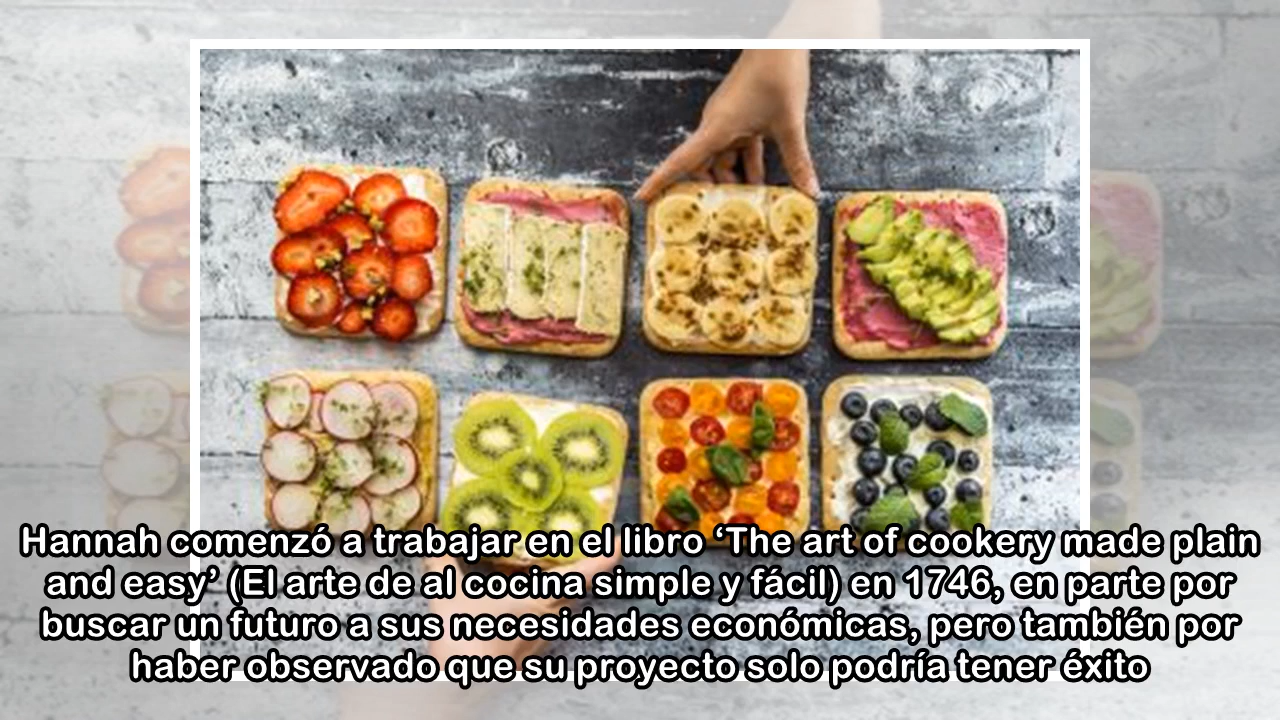 Hannah comenzó a trabajar en el libro ‘The art of cookery made plain
and easy’ (El arte de al cocina simple y fácil) en 1746, en parte por
buscar un futuro a sus necesidades económicas, pero también por
haber observado que su proyecto solo podría tener éxito